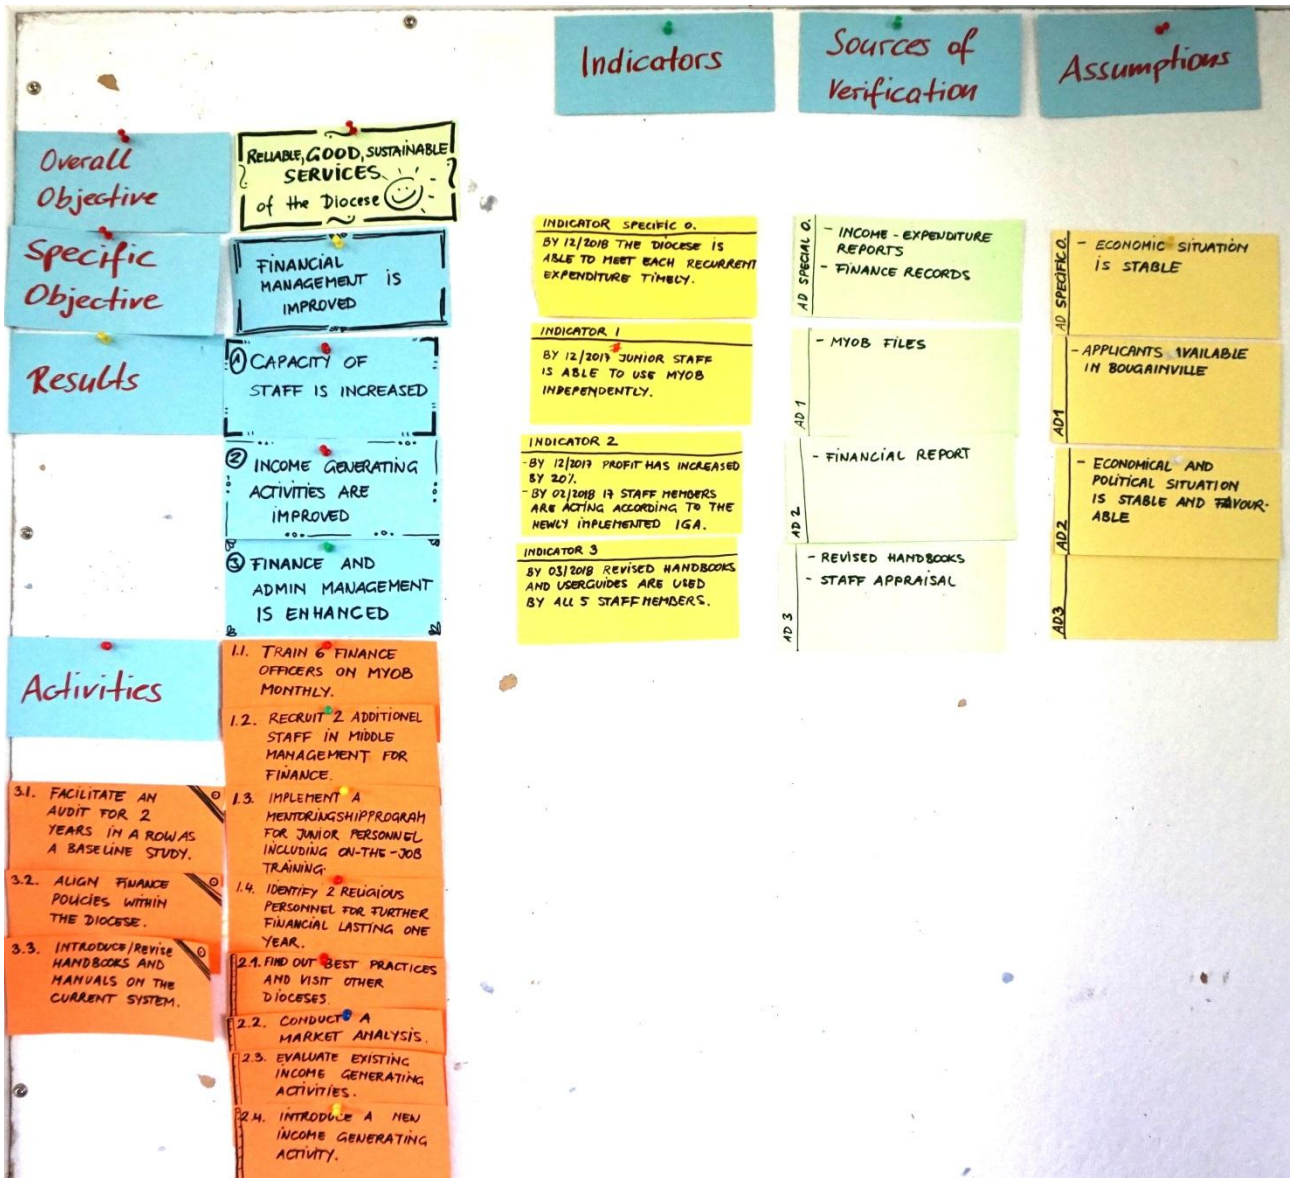 Indicators
Sources of
Verification
Assumptions
Overall
Objective
RELIABLE, GOOD, SUSTAINABLE
SERVICES
of the Diocese
Specific
Objective
FINANCIAL
MANAGEMENT IS
IMPROVED
INDICATOR SPECIFIC O.
BY 12/2018 THE DIOCESE IS
ABLE TO MEET EACH RECURRENT
EXPENDITURE TIMELY.
AD SPECIAL O.
- INCOME - EXPENDITURE
REPORTS
- FINANCE RECORDS
AD SPECIFIC O.
- ECONOMIC SITUATION
IS STABLE
Results
1 CAPACITY OF
STAFF IS INCREASED
INDICATOR 1
BY 12/2017 JUNIOR STAFF
IS ABLE TO USE MYOB
INDEPENDENTLY.
AD 1
- MYOB FILES
AD1
- APPLICANTS AVAILABLE
IN BOUGAINVILLE
2 INCOME GENERATING
ACTIVITIES ARE
IMPROVED
INDICATOR 2
- BY 12/2017 PROFIT HAS INCREASED
BY 20%.
- BY 02/2018 17 STAFF MEMBERS
ARE ACTING ACCORDING TO THE
NEWLY IMPLEMENTED IGA.
AD 2
- FINANCIAL REPORT
AD2
- ECONOMICAL AND
POLITICAL SITUATION
IS STABLE AND FAVOUR-
ABLE
3 FINANCE AND
ADMIN MANAGEMENT
IS ENHANCED
INDICATOR 3
BY 03/2018 REVISED HANDBOOKS
AND USERGUIDES ARE USED
BY ALL 5 STAFFMEMBERS.
AD 3
- REVISED HANDBOOKS
- STAFF APPRAISAL
AD3
Activities
1.1. TRAIN 6 FINANCE
OFFICERS ON MYOB
MONTHLY.
1.2. RECRUIT 2 ADDITIONEL
STAFF IN MIDDLE
MANAGEMENT FOR
FINANCE.
1.3. IMPLEMENT A
MENTORINGSHIPPROGRAM
FOR JUNIOR PERSONNEL
INCLUDING ON-THE-JOB
TRAINING.
1.4. IDENTIFY 2 RELIGIOUS
PERSONNEL FOR FURTHER
FINANCIAL LASTING ONE
YEAR.
2.1. FIND OUT BEST PRACTICES
AND VISIT OTHER
DIOCESES.
2.2. CONDUCT A
MARKET ANALYSIS.
2.3. EVALUATE EXISTING
INCOME GENERATING
ACTIVITIES.
2.4. INTRODUCE A NEW
INCOME GENERATING
ACTIVITY.
3.1. FACILITATE AN
AUDIT FOR 2
YEARS IN A ROW AS
A BASELINE STUDY.
3.2. ALIGN FINANCE
POLICIES WITHIN
THE DIOCESE.
3.3. INTRODUCE/Revise
HANDBOOKS AND
MANUALS ON THE
CURRENT SYSTEM.